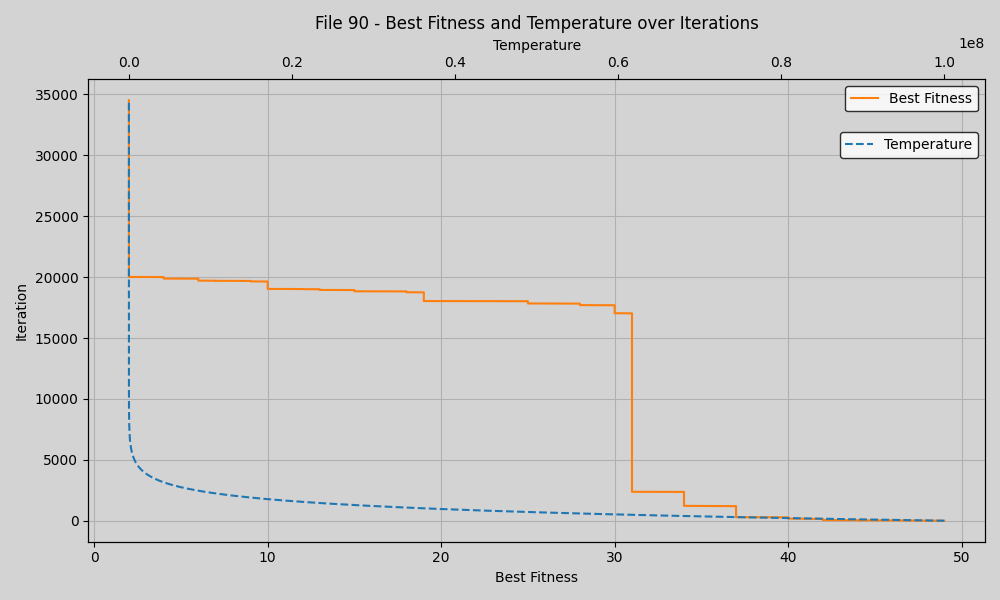 File 90 - Best Fitness and Temperature over Iterations
Temperature
1e8
0.0 0.2 0.4 0.6 0.8 1.0
Best Fitness
Temperature
35000
30000
25000
20000
15000
10000
5000
0
Iteration
0 10 20 30 40 50
Best Fitness